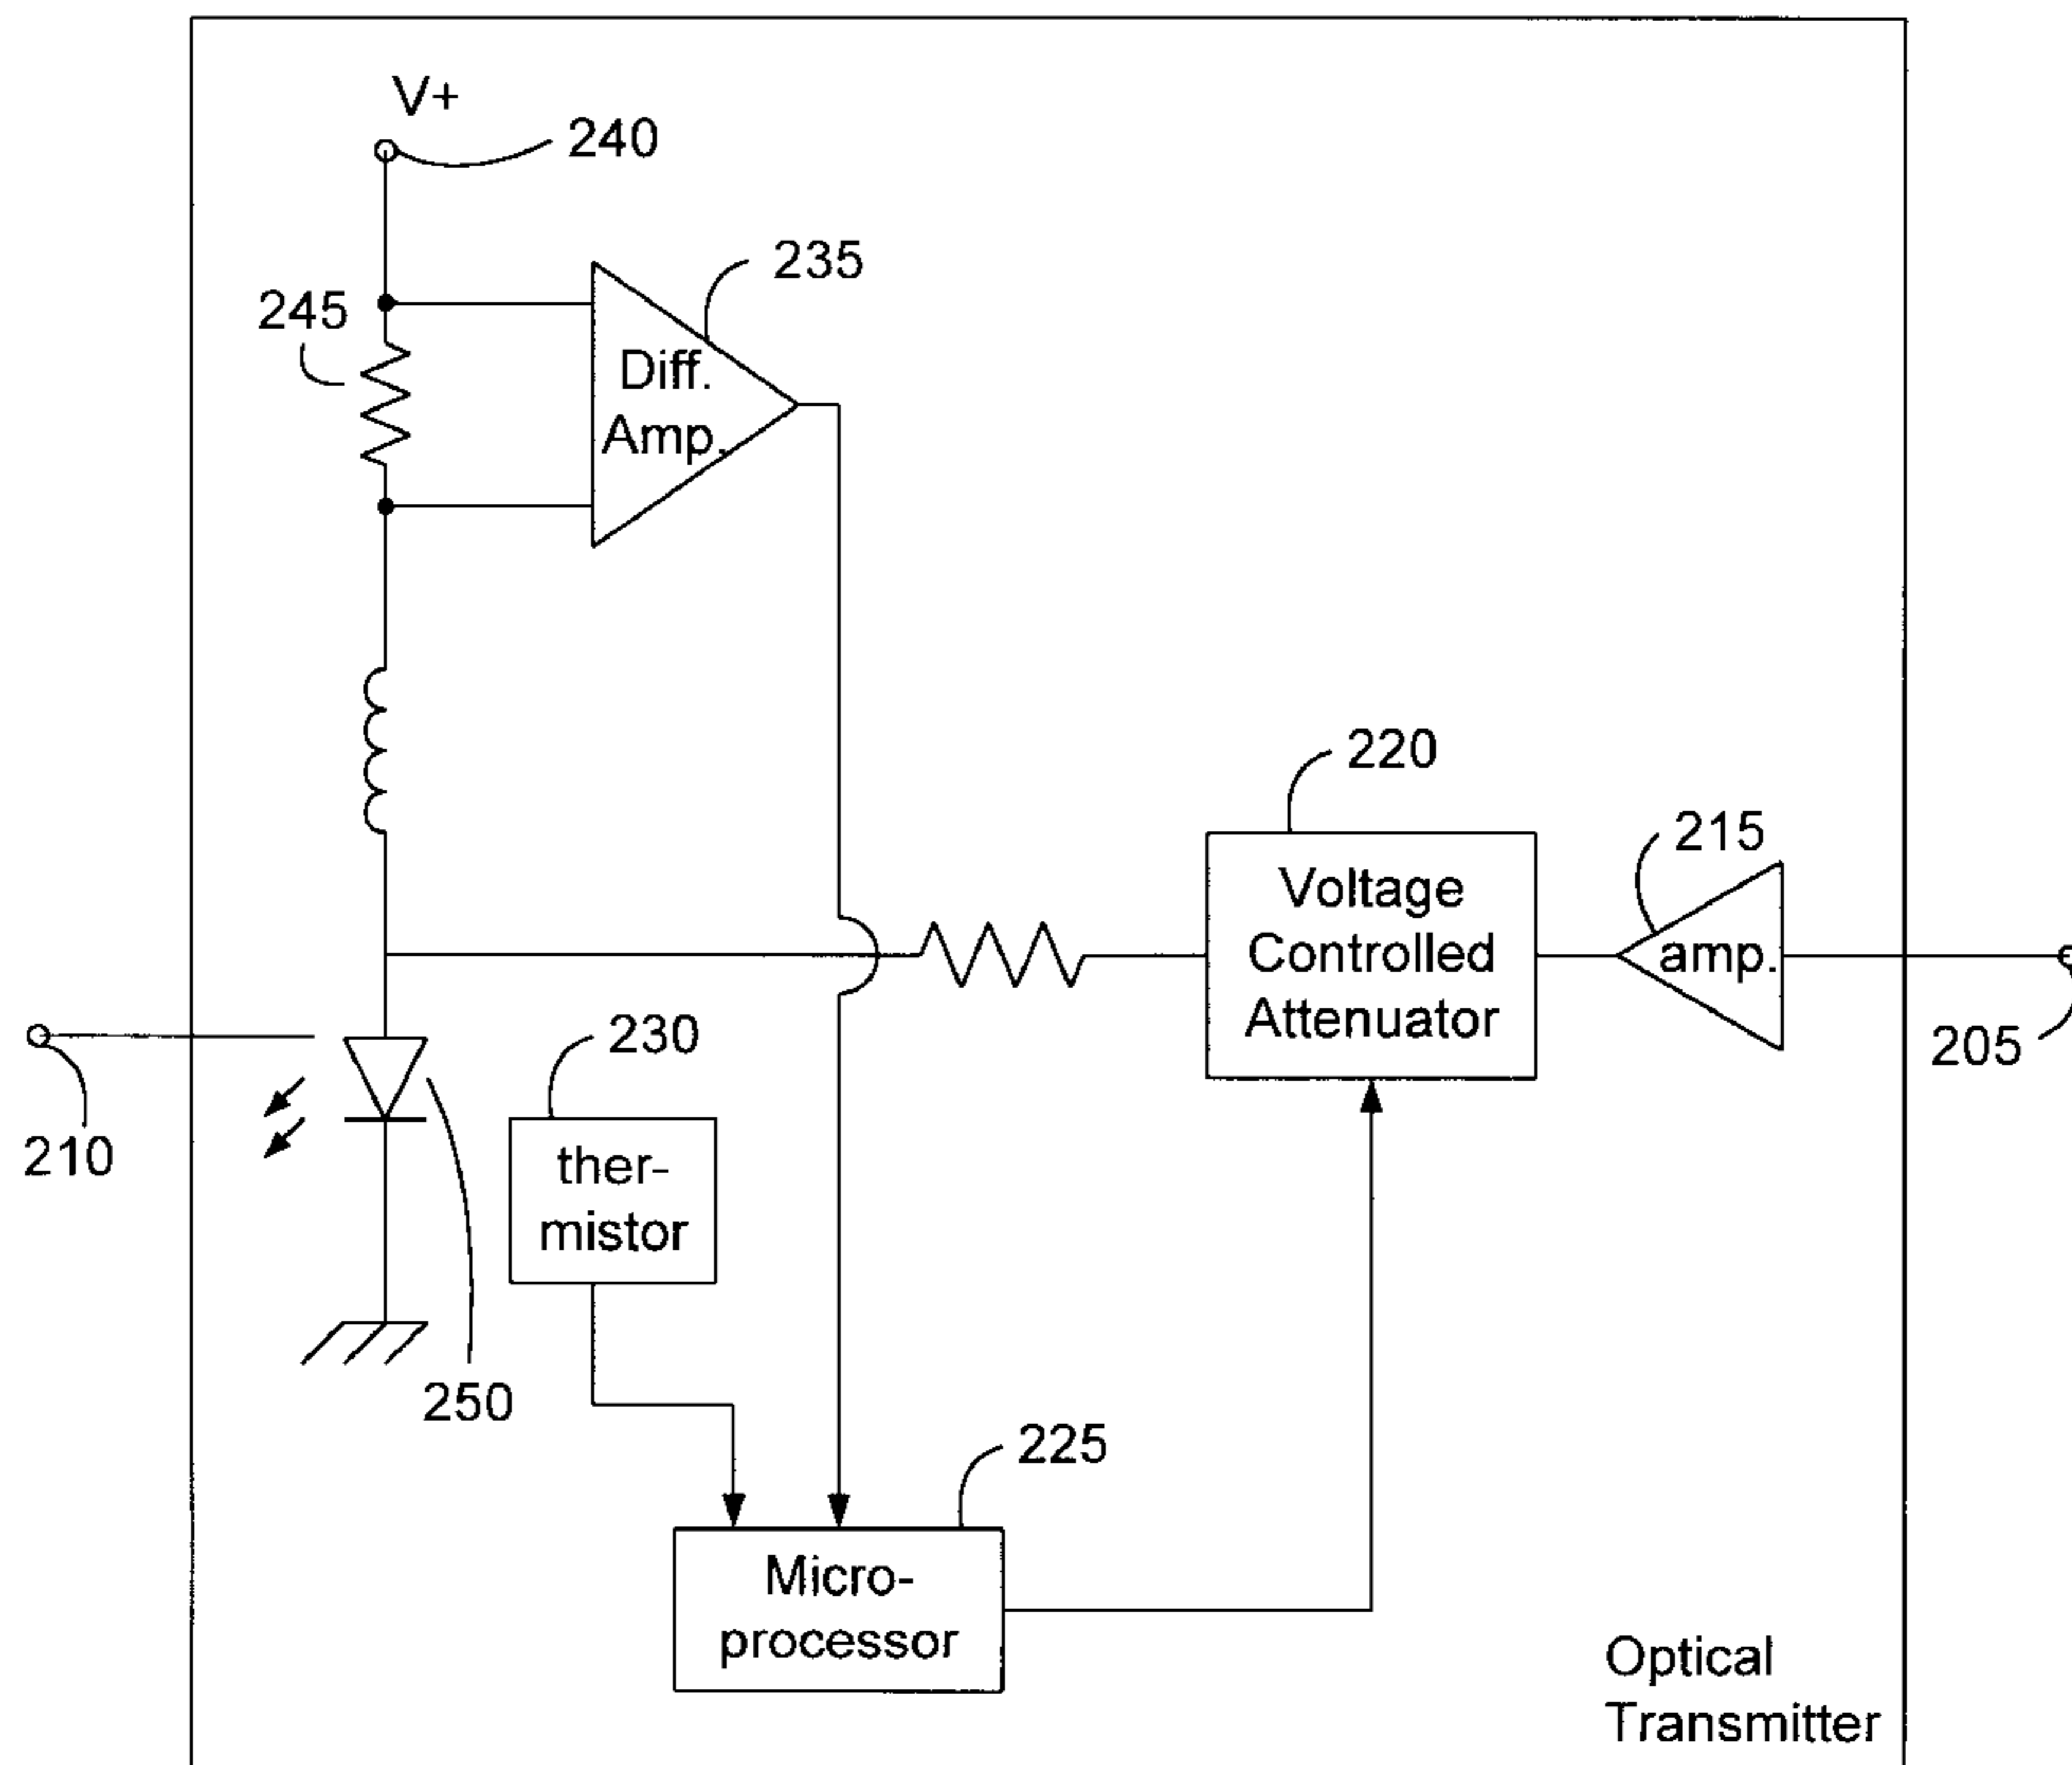 V+
240
235
245
Diff.
Amp.
220
215
Voltage
Controlled
Attenuator
amp.
205
230
210
ther-
mistor
250
225
Micro-
processor
Optical
Transmitter